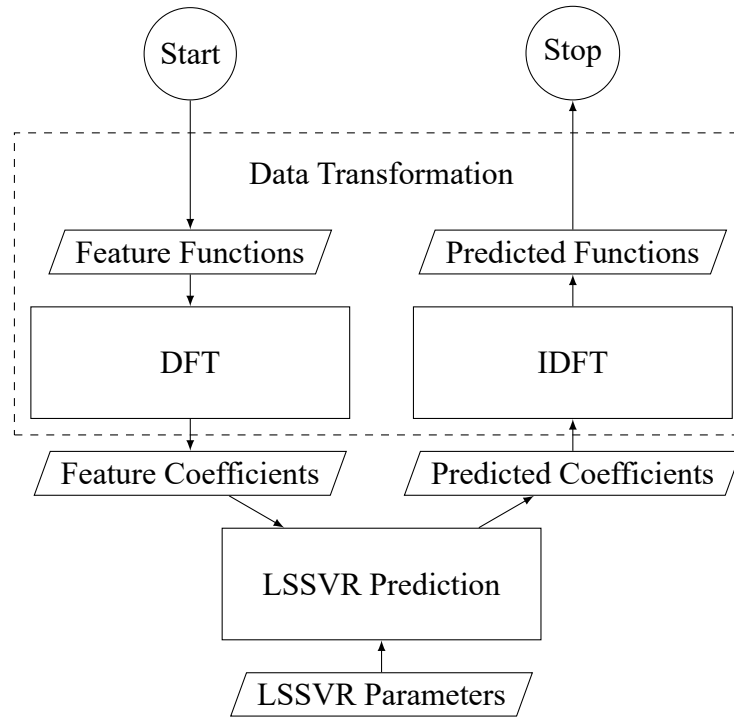 Start
Stop
Data Transformation
Feature Functions
Predicted Functions
DFT
IDFT
Feature Coefficients
Predicted Coefficients
LSSVR Prediction
LSSVR Parameters